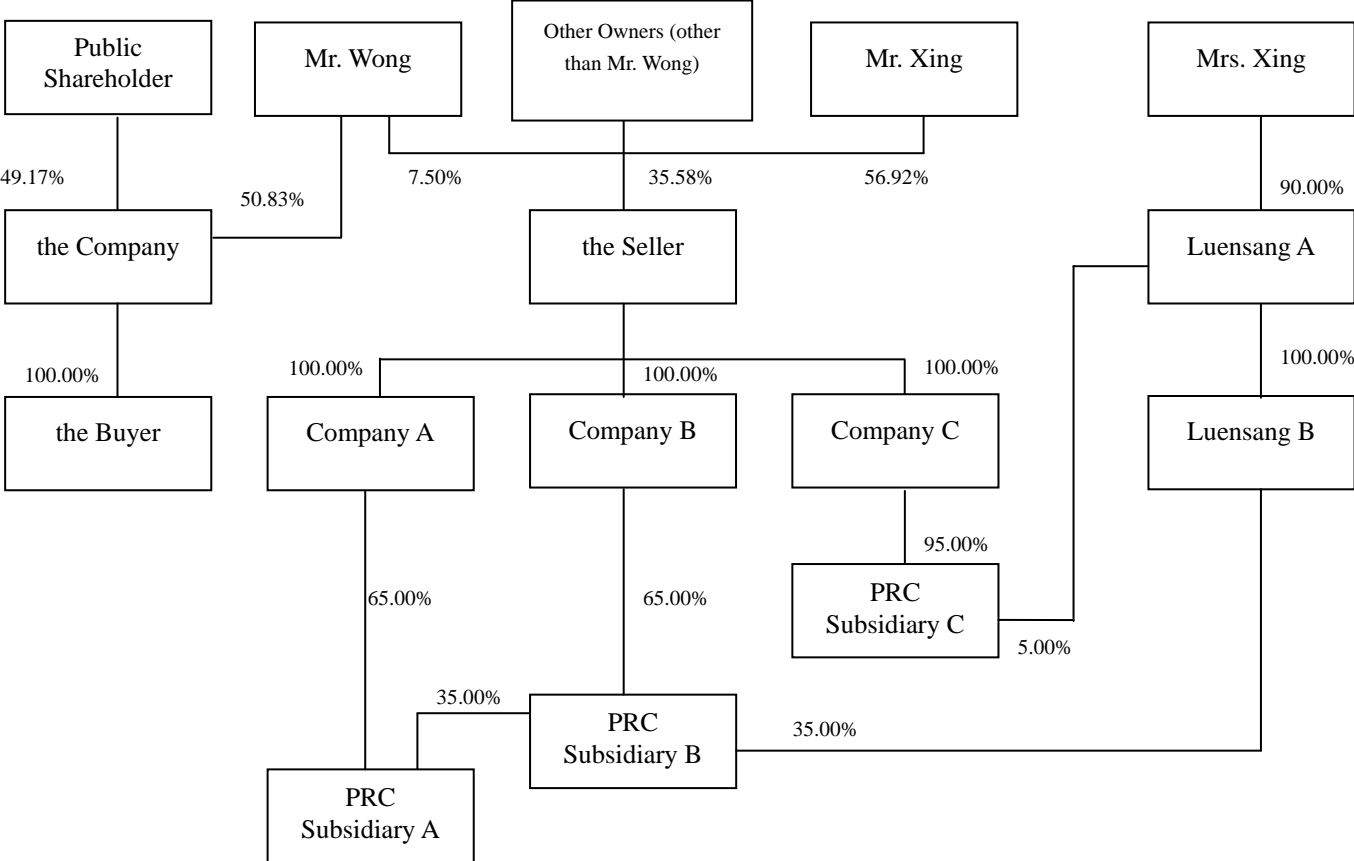 Public
Shareholder
Mr. Wong
Other Owners (other
than Mr. Wong)
Mr. Xing
Mrs. Xing
49.17%
50.83%
7.50%
35.58%
56.92%
90.00%
the Company
the Seller
Luensang A
100.00%
100.00%
100.00%
100.00%
100.00%
the Buyer
Company A
Company B
Company C
Luensang B
95.00%
65.00%
65.00%
PRC
Subsidiary C
5.00%
35.00%
PRC
Subsidiary B
35.00%
PRC
Subsidiary A